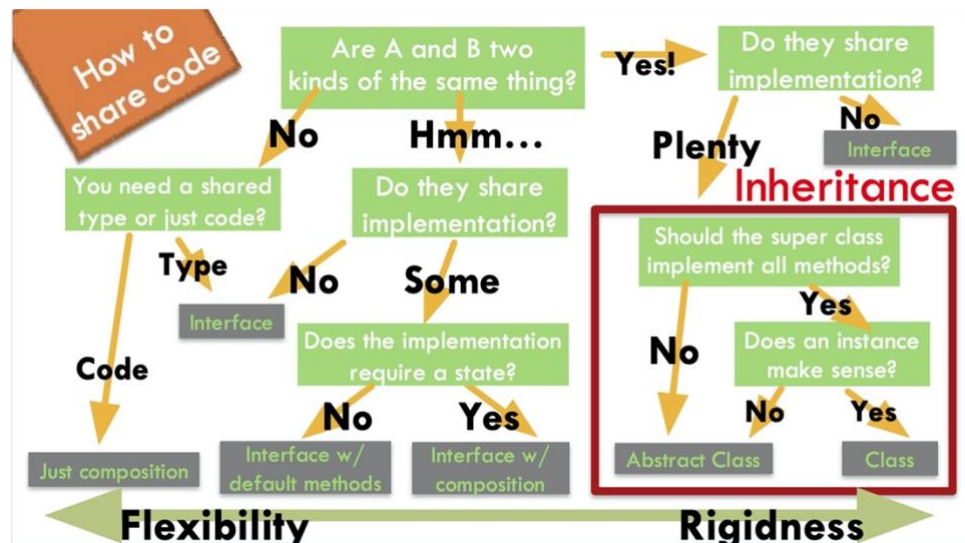 How to
share code
Are A and B two
kinds of the same thing?
Yes!
Do they share
implementation?
No
Hmm...
Plenty
No
Interface
Inheritance
You need a shared
type or just code?
Do they share
implementation?
Should the super class
implement all methods?
Type
No
Some
Yes
Interface
Code
Does the implementation
require a state?
No
Does an instance
make sense?
No
Yes
No
Yes
Just composition
Interface w/
default methods
Interface w/
composition
Abstract Class
Class
Flexibility
Rigidness